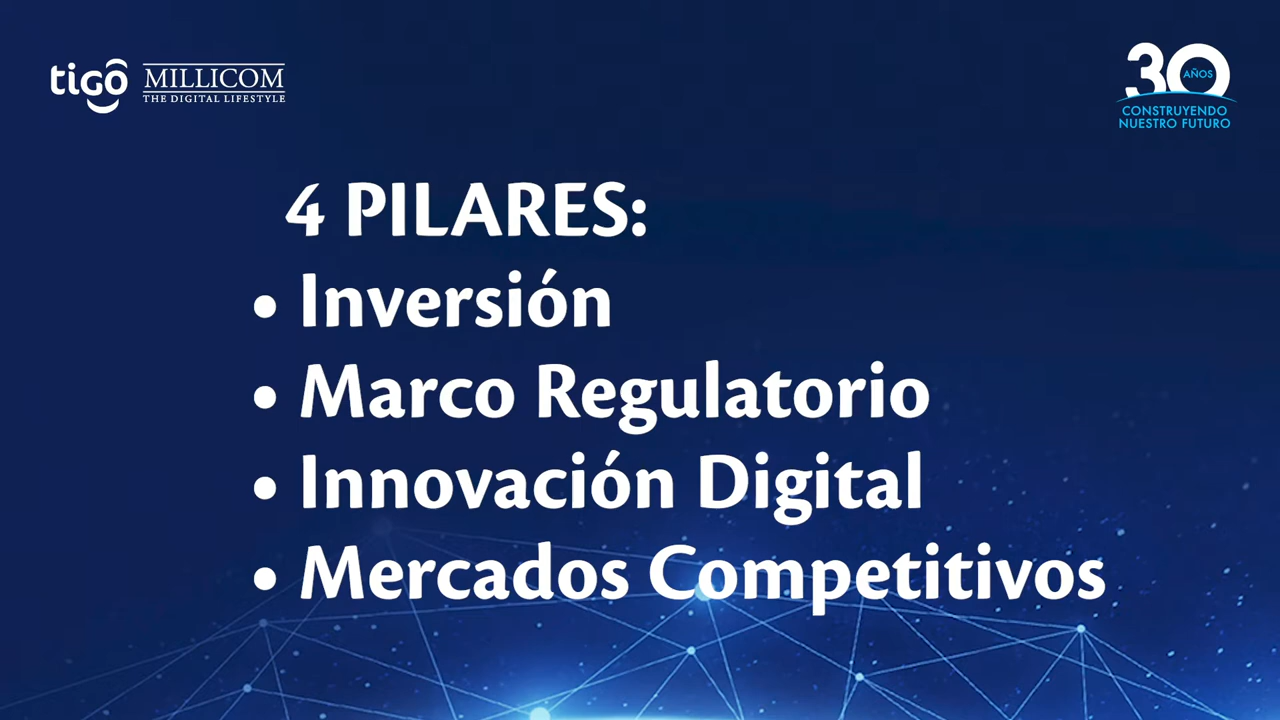 tigo MILLICOM
THE DIGITAL LIFESTYLE
30 AÑOS
CONSTRUYENDO
NUESTRO FUTURO
4 PILARES:
• Inversión
• Marco Regulatorio
• Innovación Digital
• Mercados Competitivos